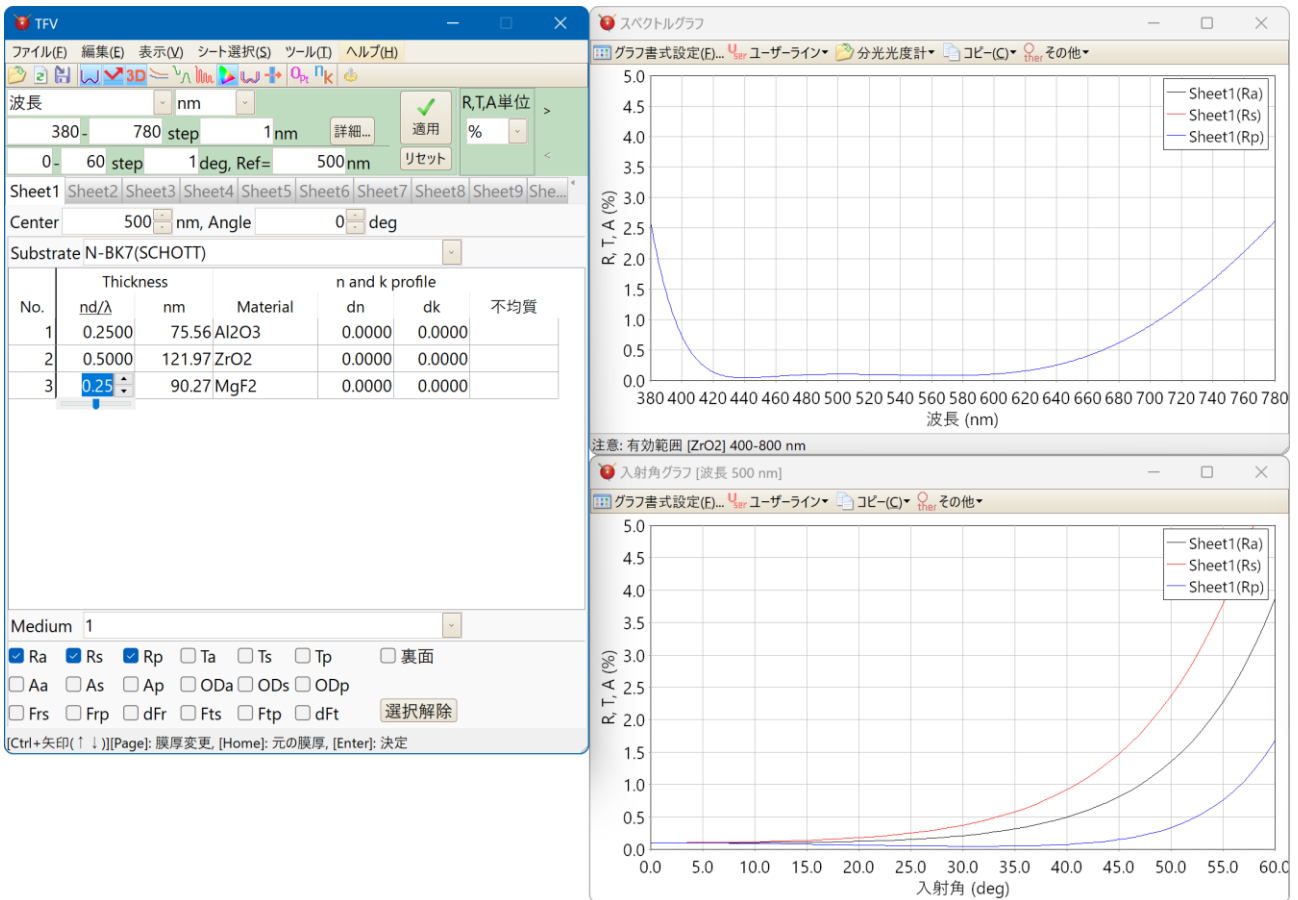 TFV
ファイル(F) 編集(E) 表示(V) シート選択(S) ツール(T) ヘルプ(H)
3D Opt nk
波長 nm R,T,A単位 >
380 - 780 step 1 nm 詳細... 適用 %
0 - 60 step 1 deg, Ref= 500 nm リセット <
Sheet1 Sheet2 Sheet3 Sheet4 Sheet5 Sheet6 Sheet7 Sheet8 Sheet9 She...
Center 500 nm, Angle 0 deg
Substrate N-BK7(SCHOTT)
Thickness n and k profile
No. nd/λ nm Material dn dk 不均質
1 0.2500 75.56 Al2O3 0.0000 0.0000
2 0.5000 121.97 ZrO2 0.0000 0.0000
3 0.25 90.27 MgF2 0.0000 0.0000
Medium 1
Ra Rs Rp Ta Ts Tp 裏面
Aa As Ap ODa ODs ODp
Frs Frp dFr Fts Ftp dFt 選択解除
[Ctrl+矢印(↑↓)][Page]: 膜厚変更, [Home]: 元の膜厚, [Enter]: 決定
スペクトルグラフ
グラフ書式設定(F)... User ユーザーライン 分光光度計 コピー(C) Other その他
Sheet1(Ra)
Sheet1(Rs)
Sheet1(Rp)
R, T, A (%)
5.0
4.5
4.0
3.5
3.0
2.5
2.0
1.5
1.0
0.5
0.0
380 400 420 440 460 480 500 520 540 560 580 600 620 640 660 680 700 720 740 760 780
波長 (nm)
注意: 有効範囲 [ZrO2] 400-800 nm
入射角グラフ [波長 500 nm]
グラフ書式設定(F)... User ユーザーライン コピー(C) Other その他
Sheet1(Ra)
Sheet1(Rs)
Sheet1(Rp)
R, T, A (%)
5.0
4.5
4.0
3.5
3.0
2.5
2.0
1.5
1.0
0.5
0.0
0.0 5.0 10.0 15.0 20.0 25.0 30.0 35.0 40.0 45.0 50.0 55.0 60.0
入射角 (deg)